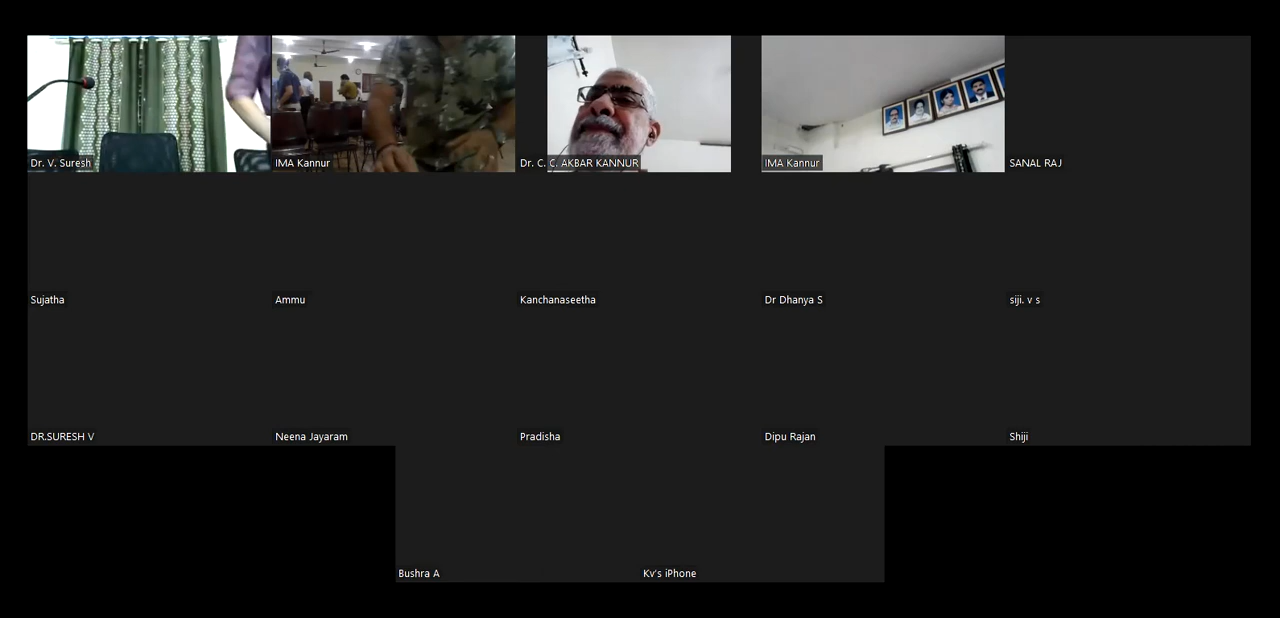 Dr. V. Suresh
IMA Kannur
Dr. C. C. AKBAR KANNUR
IMA Kannur
SANAL RAJ
Sujatha
Ammu
Kanchanaseetha
Dr Dhanya S
siji. v s
DR.SURESH V
Neena Jayaram
Pradisha
Dipu Rajan
Shiji
Bushra A
Kv's iPhone